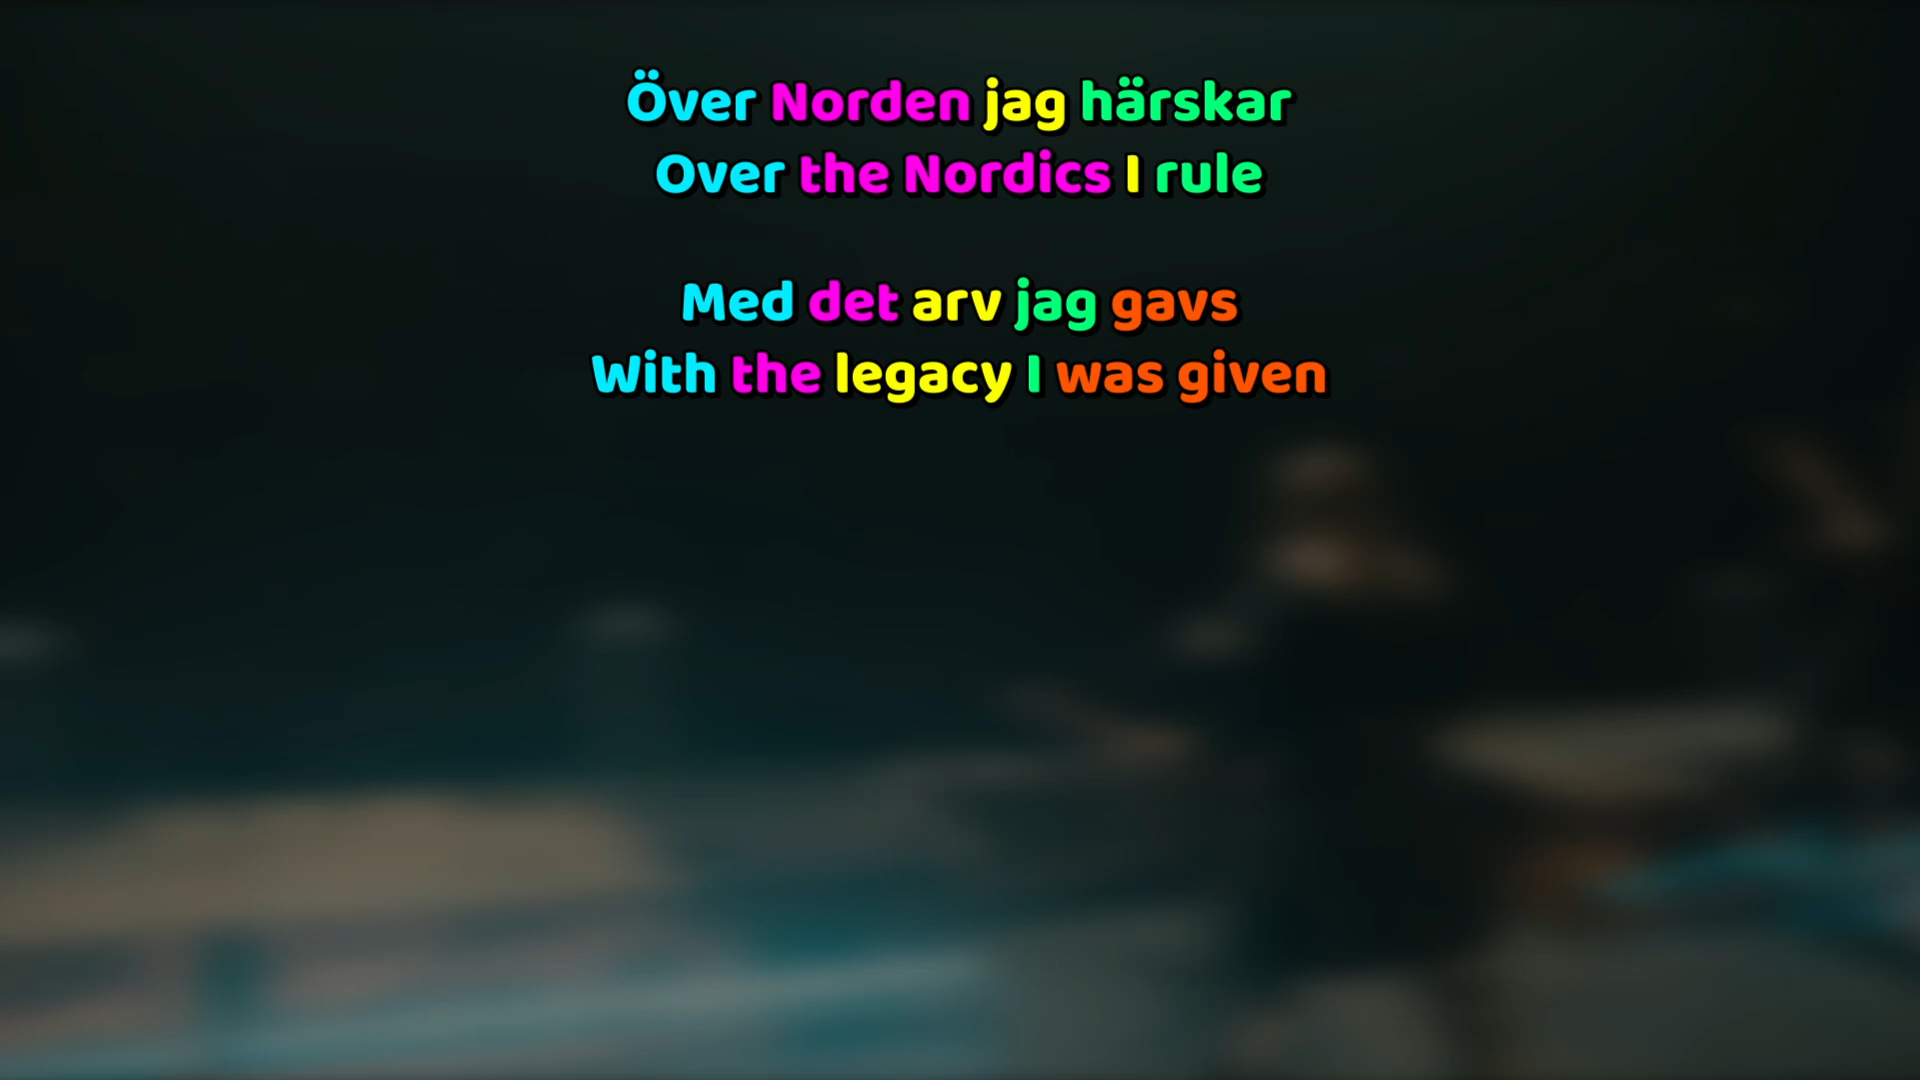 Över Norden jag härskar
Over the Nordics I rule
Med det arv jag gavs
With the legacy I was given